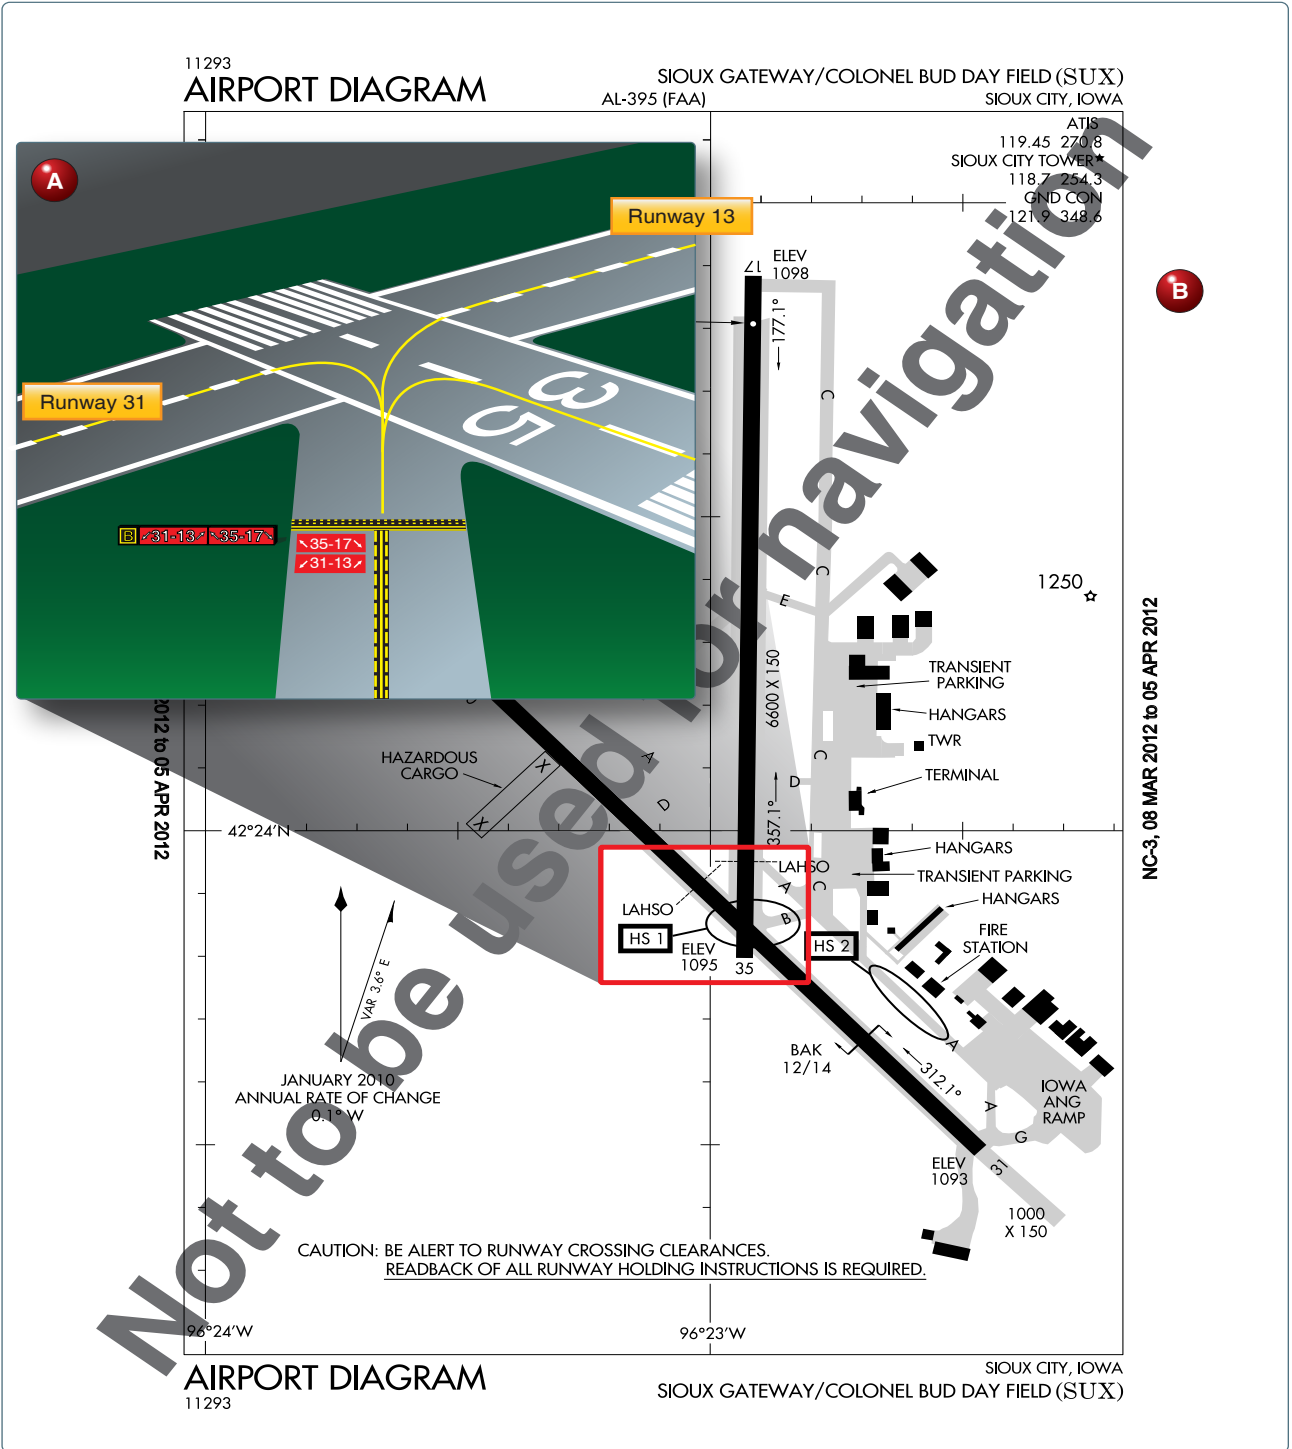 11293
AIRPORT DIAGRAM
SIOUX GATEWAY/COLONEL BUD DAY FIELD (SUX)
AL-395 (FAA)
SIOUX CITY, IOWA
ATIS
119.45 270.8
SIOUX CITY TOWER★
118.7 254.3
GND CON
121.9 348.6
A
Runway 13
Runway 31
35
B 31-13 35-17
35-17
31-13
B
17
ELEV
1098
177.1°
C
C
E
1250
6600 X 150
TRANSIENT
PARKING
HANGARS
TWR
C
D
TERMINAL
357.1°
HAZARDOUS
CARGO
X
X
A
D
D
42°24'N
HANGARS
LAHSO
A
C
TRANSIENT PARKING
HANGARS
LAHSO
B
HS 1
ELEV
1095
35
HS 2
FIRE
STATION
VAR 3.6° E
JANUARY 2010
ANNUAL RATE OF CHANGE
0.1° W
BAK
12/14
A
312.1°
IOWA
ANG
RAMP
A
G
ELEV
1093
31
1000
X 150
CAUTION: BE ALERT TO RUNWAY CROSSING CLEARANCES.
READBACK OF ALL RUNWAY HOLDING INSTRUCTIONS IS REQUIRED.
96°24'W
96°23'W
2012 to 05 APR 2012
NC-3, 08 MAR 2012 to 05 APR 2012
Not to be used for navigation
AIRPORT DIAGRAM
11293
SIOUX CITY, IOWA
SIOUX GATEWAY/COLONEL BUD DAY FIELD (SUX)